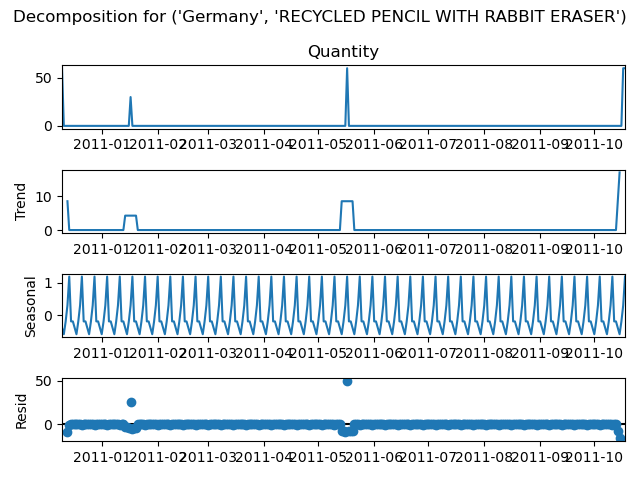 Decomposition for ('Germany', 'RECYCLED PENCIL WITH RABBIT ERASER')
Quantity
50
0
2011-01 2011-02 2011-03 2011-04 2011-05 2011-06 2011-07 2011-08 2011-09 2011-10
Trend
10
0
2011-01 2011-02 2011-03 2011-04 2011-05 2011-06 2011-07 2011-08 2011-09 2011-10
Seasonal
1
0
2011-01 2011-02 2011-03 2011-04 2011-05 2011-06 2011-07 2011-08 2011-09 2011-10
Resid
50
0
2011-01 2011-02 2011-03 2011-04 2011-05 2011-06 2011-07 2011-08 2011-09 2011-10